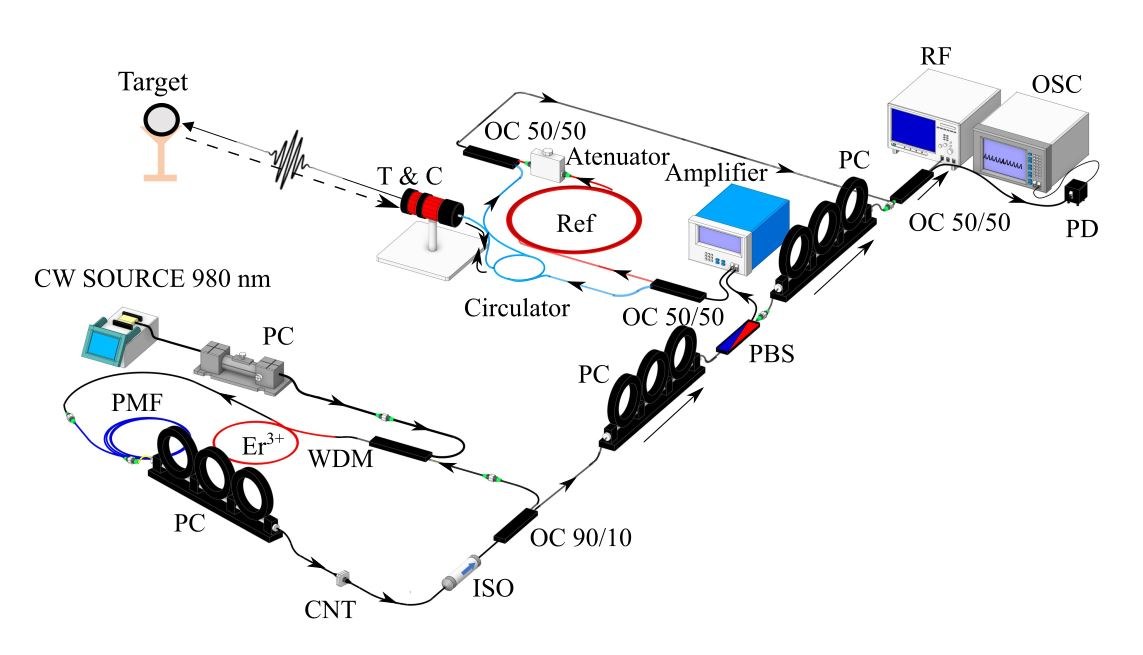 RF
OSC
Target
OC 50/50
Atenuator
PC
Amplifier
T & C
Ref
OC 50/50
PD
CW SOURCE 980 nm
Circulator
OC 50/50
PC
PBS
PC
PMF
Er3+
WDM
PC
OC 90/10
ISO
CNT